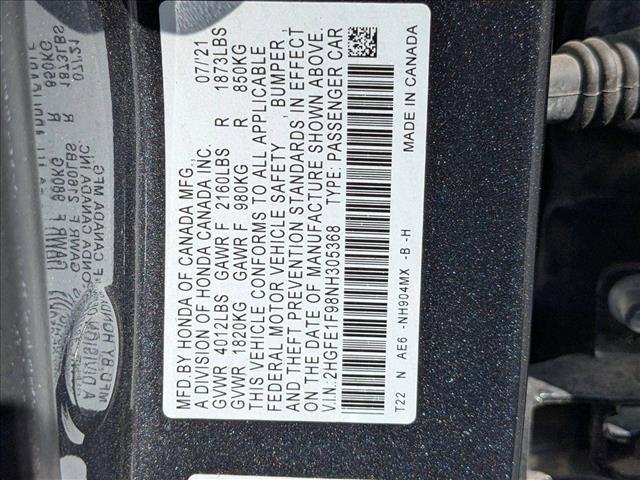 MFD.BY HONDA OF CANADA MFG., 07/'21
A DIVISION OF HONDA CANADA INC.
GVWR 4012LBS GAWR F 2160LBS R 1873LBS
GVWR 1820KG GAWR F 980KG R 850KG
THIS VEHICLE CONFORMS TO ALL APPLICABLE
FEDERAL MOTOR VEHICLE SAFETY , BUMPER,
AND THEFT PREVENTION STANDARDS IN EFFECT
ON THE DATE OF MANUFACTURE SHOWN ABOVE.
V.I.N:2HGFE1F98NH305368 TYPE: PASSENGER CAR
T22 N AE6 -NH904MX -B -H MADE IN CANADA